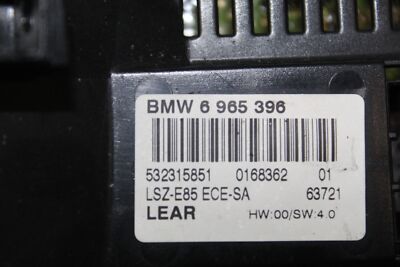 BMW 6 965 396
532315851 0168362 01
LSZ-E85 ECE-SA 63721
LEAR HW:00/SW:4.0